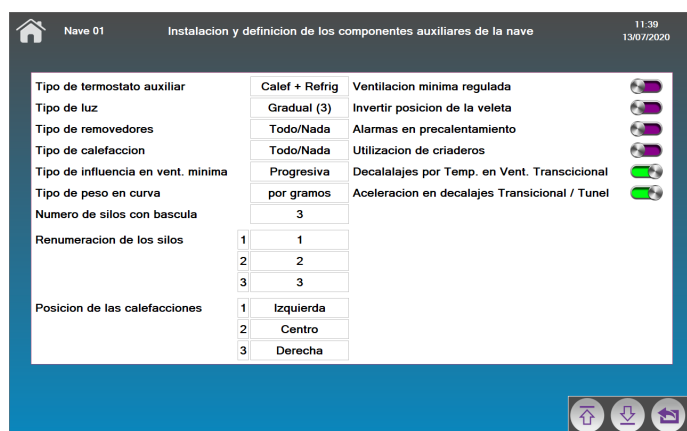 Nave 01
Instalacion y definicion de los componentes auxiliares de la nave
11:39
13/07/2020
Tipo de termostato auxiliar Calef + Refrig Ventilacion minima regulada
Tipo de luz Gradual (3) Invertir posicion de la veleta
Tipo de removedores Todo/Nada Alarmas en precalentamiento
Tipo de calefaccion Todo/Nada Utilizacion de criaderos
Tipo de influencia en vent. minima Progresiva Decalalajes por Temp. en Vent. Transcicional
Tipo de peso en curva por gramos Aceleracion en decalajes Transicional / Tunel
Numero de silos con bascula 3
Renumeracion de los silos 1 1
2 2
3 3
Posicion de las calefacciones 1 Izquierda
2 Centro
3 Derecha